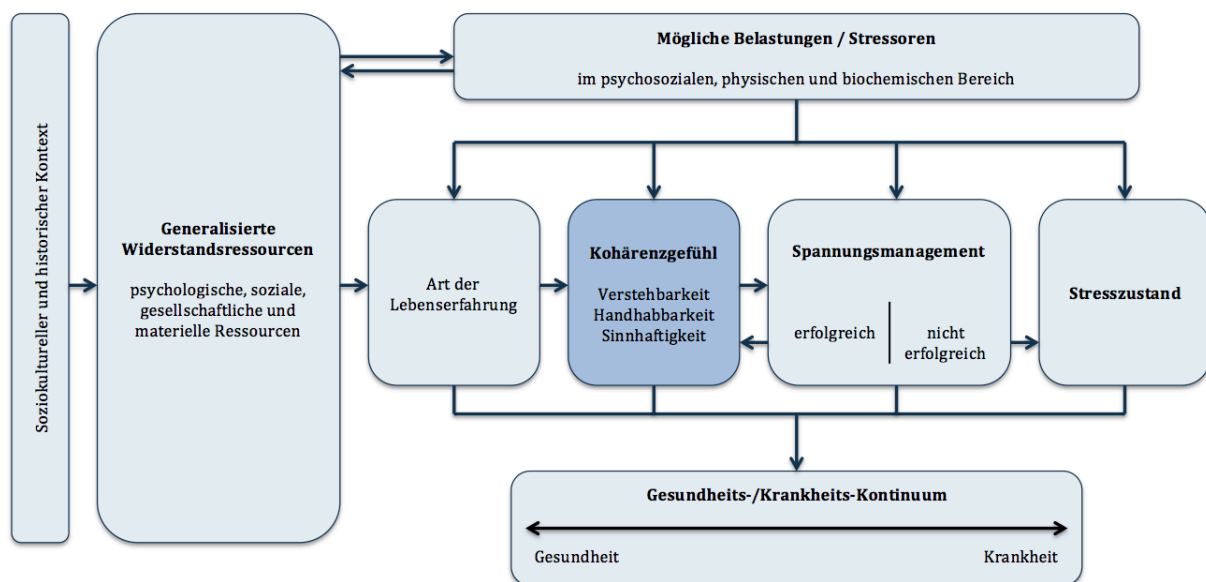 Soziokultureller und historischer Kontext
Generalisierte
Widerstandsressourcen
psychologische, soziale,
gesellschaftliche und
materielle Ressourcen
Mögliche Belastungen / Stressoren
im psychosozialen, physischen und biochemischen Bereich
Art der
Lebenserfahrung
Kohärenzgefühl
Verstehbarkeit
Handhabbarkeit
Sinnhaftigkeit
Spannungsmanagement
erfolgreich
nicht
erfolgreich
Stresszustand
Gesundheits-/Krankheits-Kontinuum
Gesundheit
Krankheit